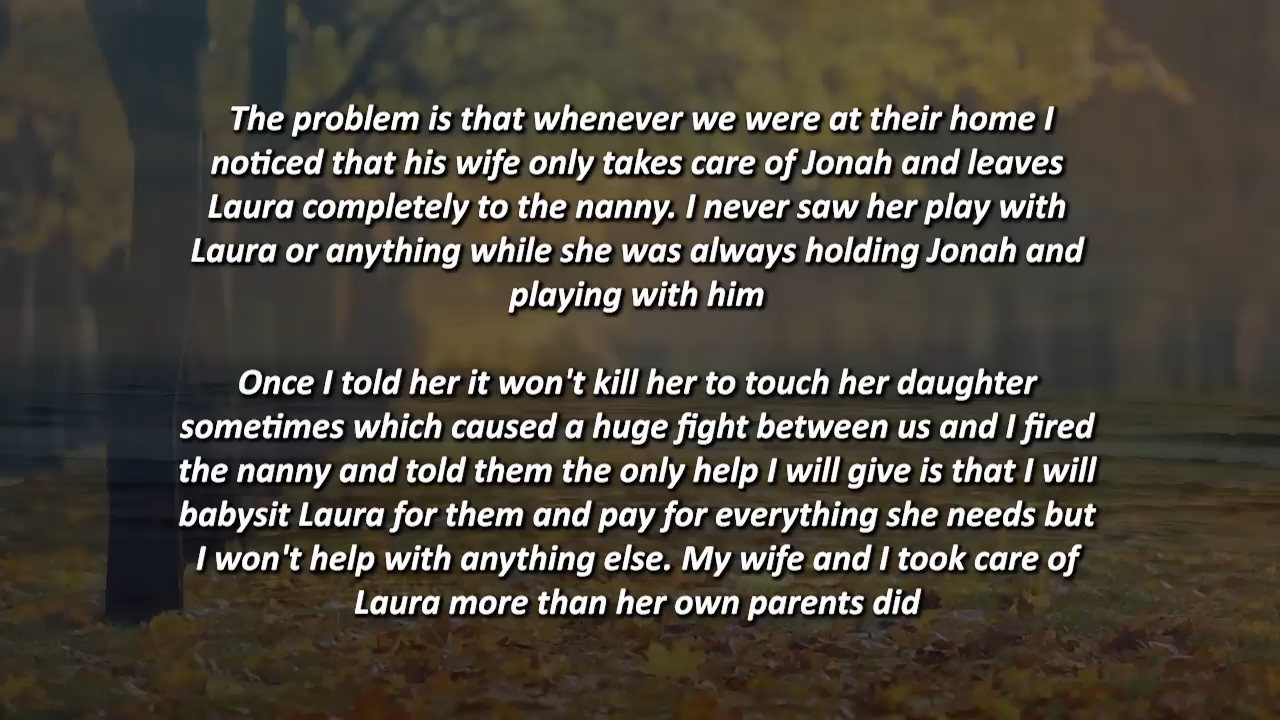 The problem is that whenever we were at their home I
noticed that his wife only takes care of Jonah and leaves
Laura completely to the nanny. I never saw her play with
Laura or anything while she was always holding Jonah and
playing with him
Once I told her it won't kill her to touch her daughter
sometimes which caused a huge fight between us and I fired
the nanny and told them the only help I will give is that I will
babysit Laura for them and pay for everything she needs but
I won't help with anything else. My wife and I took care of
Laura more than her own parents did